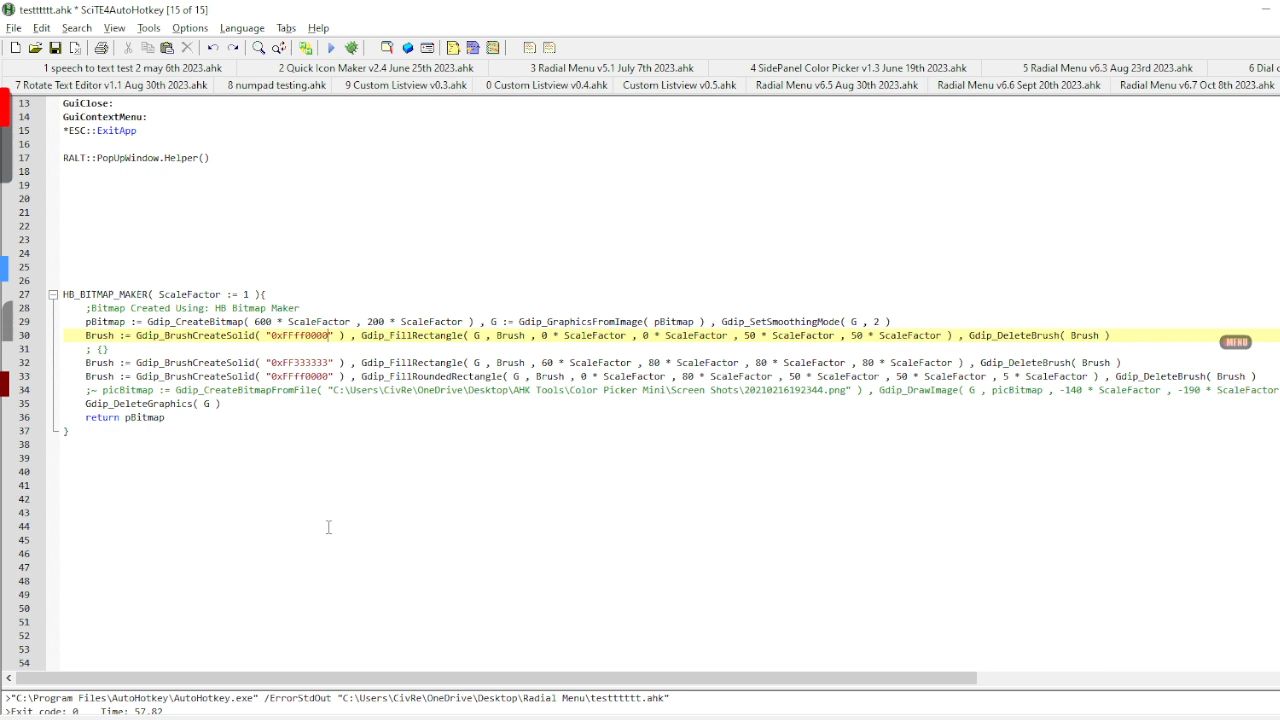 testttttt.ahk * SciTE4AutoHotkey [15 of 15]
File Edit Search View Tools Options Language Tabs Help
1 speech to text test 2 may 6th 2023.ahk 2 Quick Icon Maker v2.4 June 25th 2023.ahk 3 Radial Menu v5.1 July 7th 2023.ahk 4 SidePanel Color Picker v1.3 June 19th 2023.ahk 5 Radial Menu v6.3 Aug 23rd 2023.ahk 6 Dial c
7 Rotate Text Editor v1.1 Aug 30th 2023.ahk 8 numpad testing.ahk 9 Custom Listview v0.3.ahk 0 Custom Listview v0.4.ahk Custom Listview v0.5.ahk Radial Menu v6.5 Aug 30th 2023.ahk Radial Menu v6.6 Sept 20th 2023.ahk Radial Menu v6.7 Oct 8th 2023.ahk
13 GuiClose:
14 GuiContextMenu:
15 *ESC::ExitApp
16
17 RALT::PopUpWindow.Helper()
18
19
20
21
22
23
24
25
26
27 HB_BITMAP_MAKER( ScaleFactor := 1 ){
28 ;Bitmap Created Using: HB Bitmap Maker
29 pBitmap := Gdip_CreateBitmap( 600 * ScaleFactor , 200 * ScaleFactor ) , G := Gdip_GraphicsFromImage( pBitmap ) , Gdip_SetSmoothingMode( G , 2 )
30 Brush := Gdip_BrushCreateSolid( "0xFFff0000" ) , Gdip_FillRectangle( G , Brush , 0 * ScaleFactor , 0 * ScaleFactor , 50 * ScaleFactor , 50 * ScaleFactor ) , Gdip_DeleteBrush( Brush )
MENU
31 ; {}
32 Brush := Gdip_BrushCreateSolid( "0xFF333333" ) , Gdip_FillRectangle( G , Brush , 60 * ScaleFactor , 80 * ScaleFactor , 80 * ScaleFactor , 80 * ScaleFactor ) , Gdip_DeleteBrush( Brush )
33 Brush := Gdip_BrushCreateSolid( "0xFFff0000" ) , Gdip_FillRoundedRectangle( G , Brush , 0 * ScaleFactor , 80 * ScaleFactor , 50 * ScaleFactor , 50 * ScaleFactor , 5 * ScaleFactor ) , Gdip_DeleteBrush( Brush )
34 ;~ picBitmap := Gdip_CreateBitmapFromFile( "C:\Users\CivRe\OneDrive\Desktop\AHK Tools\Color Picker Mini\Screen Shots\20210216192344.png" ) , Gdip_DrawImage( G , picBitmap , -140 * ScaleFactor , -190 * ScaleFactor
35 Gdip_DeleteGraphics( G )
36 return pBitmap
37 }
38
39
40
41
42
43
44
45
46
47
48
49
50
51
52
53
54
>"C:\Program Files\AutoHotkey\AutoHotkey.exe" /ErrorStdOut "C:\Users\CivRe\OneDrive\Desktop\Radial Menu\testttttt.ahk"
>Exit code: 0 Time: 57.82